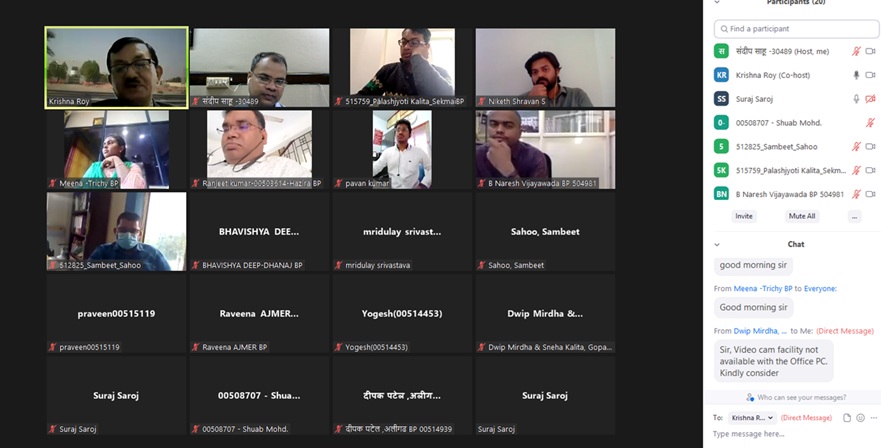 Krishna Roy
संदीप साहू -30489
515759_Palashjyoti Kalita_SekmaiBP
Niketh Shravan S
Meena -Trichy BP
Ranjeet kumar-00503614-Hazira BP
pavan kumar
B Naresh Vijayawada BP 504981
512825_Sambeet_Sahoo
BHAVISHYA DEE...
BHAVISHYA DEEP-DHANAJ BP
mridulay srivast...
mridulay srivastava
Sahoo, Sambeet
Sahoo, Sambeet
praveen00515119
praveen00515119
Raveena AJMER...
Raveena AJMER BP
Yogesh(00514453)
Yogesh(00514453)
Dwip Mirdha &...
Dwip Mirdha & Sneha Kalita, Gopa...
Suraj Saroj
Suraj Saroj
00508707 - Shua...
00508707 - Shuab Mohd.
दीपक पटेल ,अलीग...
दीपक पटेल ,अलीगड BP 00514939
Suraj Saroj
Suraj Saroj
Participants (20)
Find a participant
स
संदीप साहू -30489 (Host, me)
KR
Krishna Roy (Co-host)
SS
Suraj Saroj
0-
00508707 - Shuab Mohd.
S
512825_Sambeet_Sahoo
SK
515759_Palashjyoti Kalita_Sekm...
BN
B Naresh Vijayawada BP 504981
Invite
Mute All
...
Chat
good morning sir
From Meena -Trichy BP to Everyone:
Good morning sir
From Dwip Mirdha, ... to Me: (Direct Message)
Sir, Video cam facility not
available with the Office PC.
Kindly consider
Who can see your messages?
To:
Krishna R...
(Direct Message)
...
Type message here...